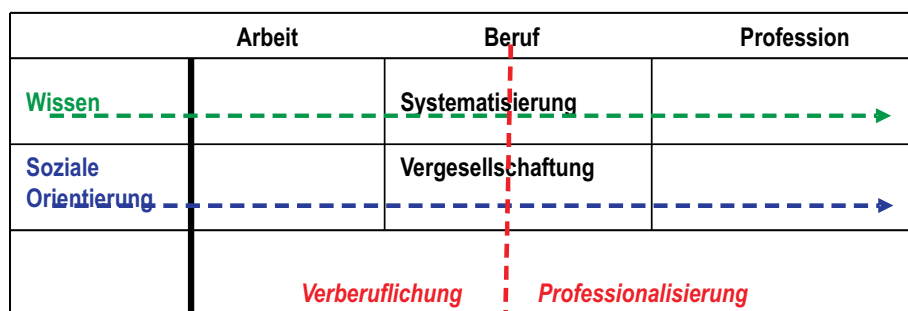 Arbeit Beruf Profession
Wissen Systematisierung
Soziale Vergesellschaftung
Orientierung
Verberuflichung Professionalisierung